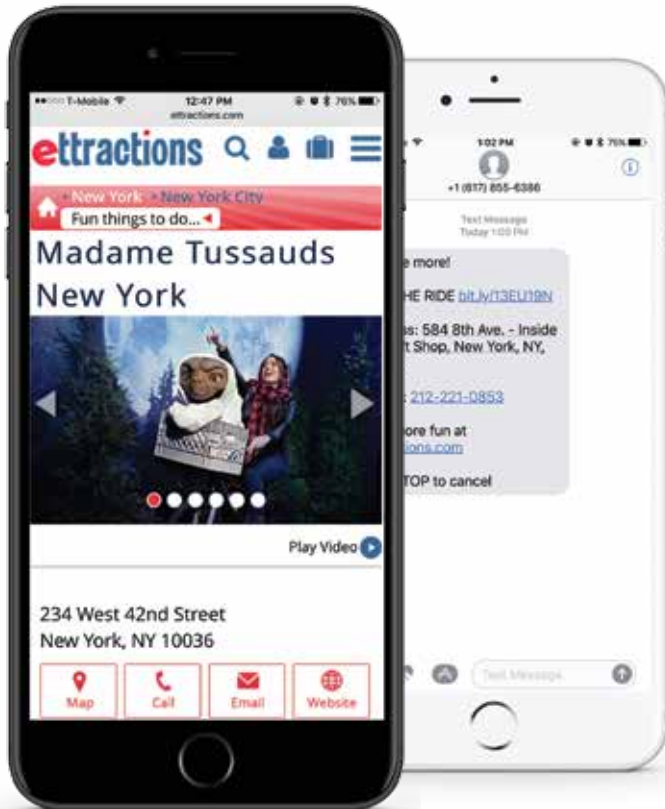 T-Mobile 12:47 PM 76%
ettractions.com
ettractions
New York New York City
Fun things to do...
Madame Tussauds
New York
Play Video
234 West 42nd Street
New York, NY 10036
Map Call Email Website
1:02 PM 75%
+1 (617) 855-6386
Text Message
Today 1:03 PM
e more!
HE RIDE bit.ly/13EU19N
ss: 584 8th Ave. - Inside
ft Shop, New York, NY,
: 212-221-0853
ore fun at
ions.com
TOP to cancel
Text Message